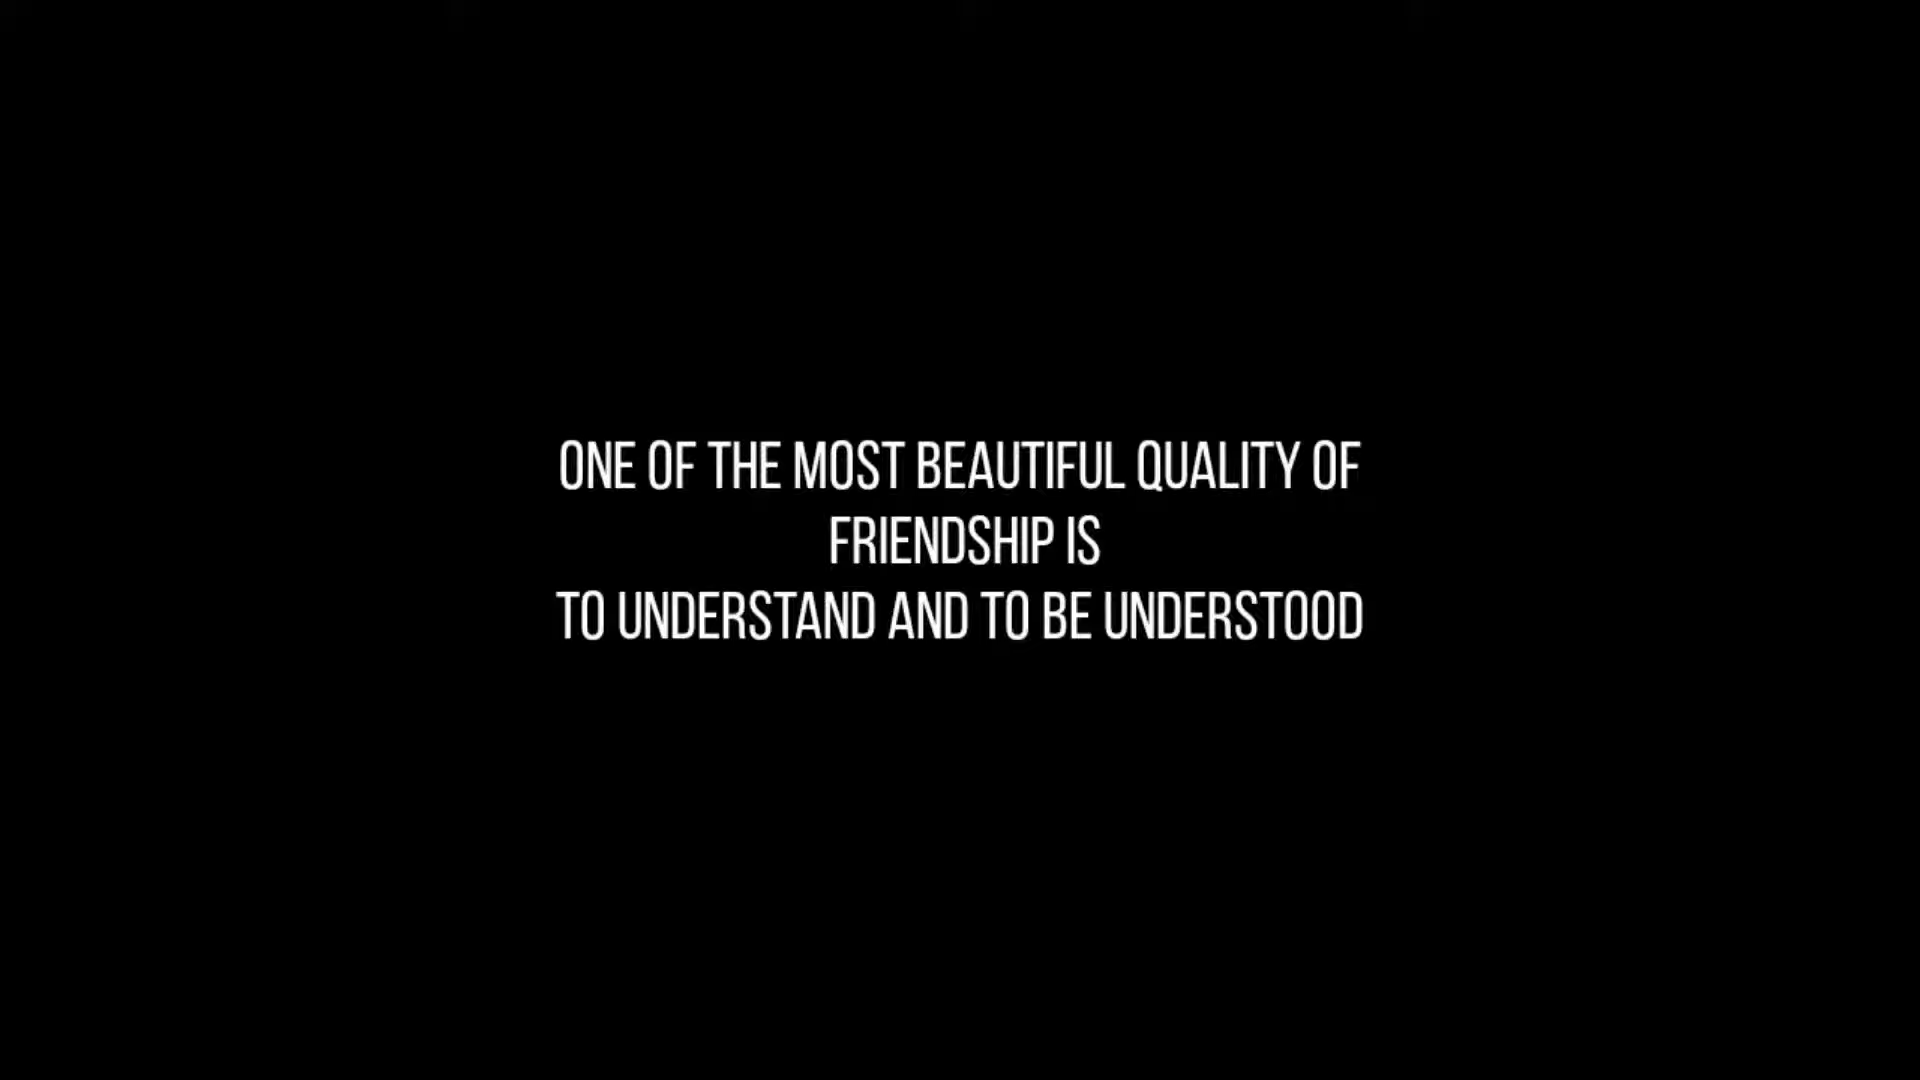 ONE OF THE MOST BEAUTIFUL QUALITY OF
FRIENDSHIP IS
TO UNDERSTAND AND TO BE UNDERSTOOD